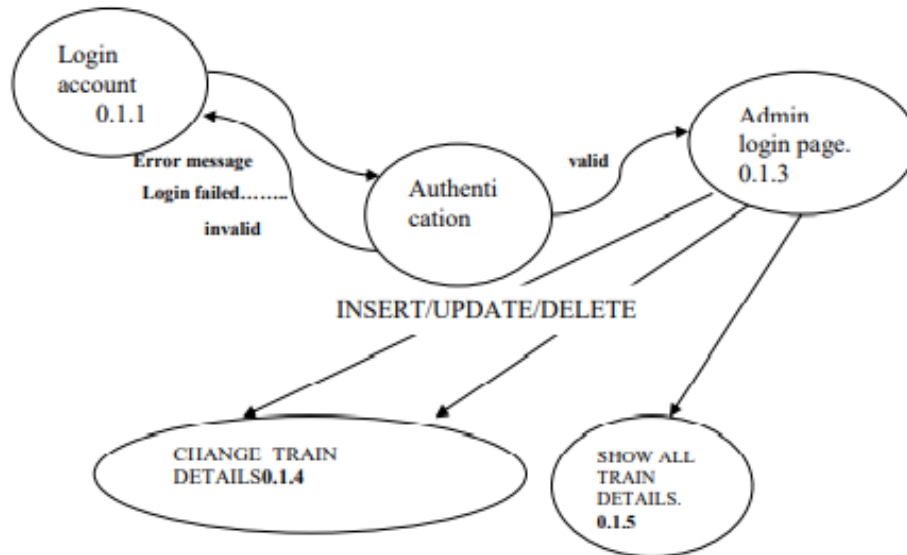 Login
account
0.1.1
Error message
Login failed……..
invalid
Authenti
cation
valid
Admin
login page.
0.1.3
INSERT/UPDATE/DELETE
CHANGE TRAIN
DETAILS0.1.4
SHOW ALL
TRAIN
DETAILS.
0.1.5